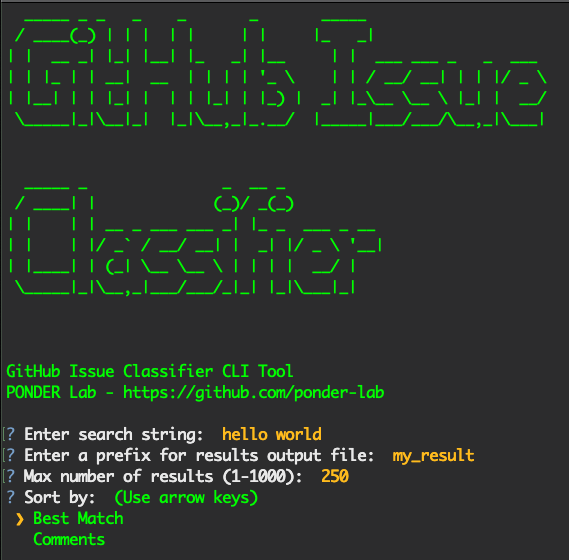 GitHub Issue
Classifier
GitHub Issue Classifier CLI Tool
PONDER Lab - https://github.com/ponder-lab
? Enter search string:  hello world
? Enter a prefix for results output file:  my_result
? Max number of results (1-1000):  250
? Sort by:  (Use arrow keys)
❯ Best Match
Comments